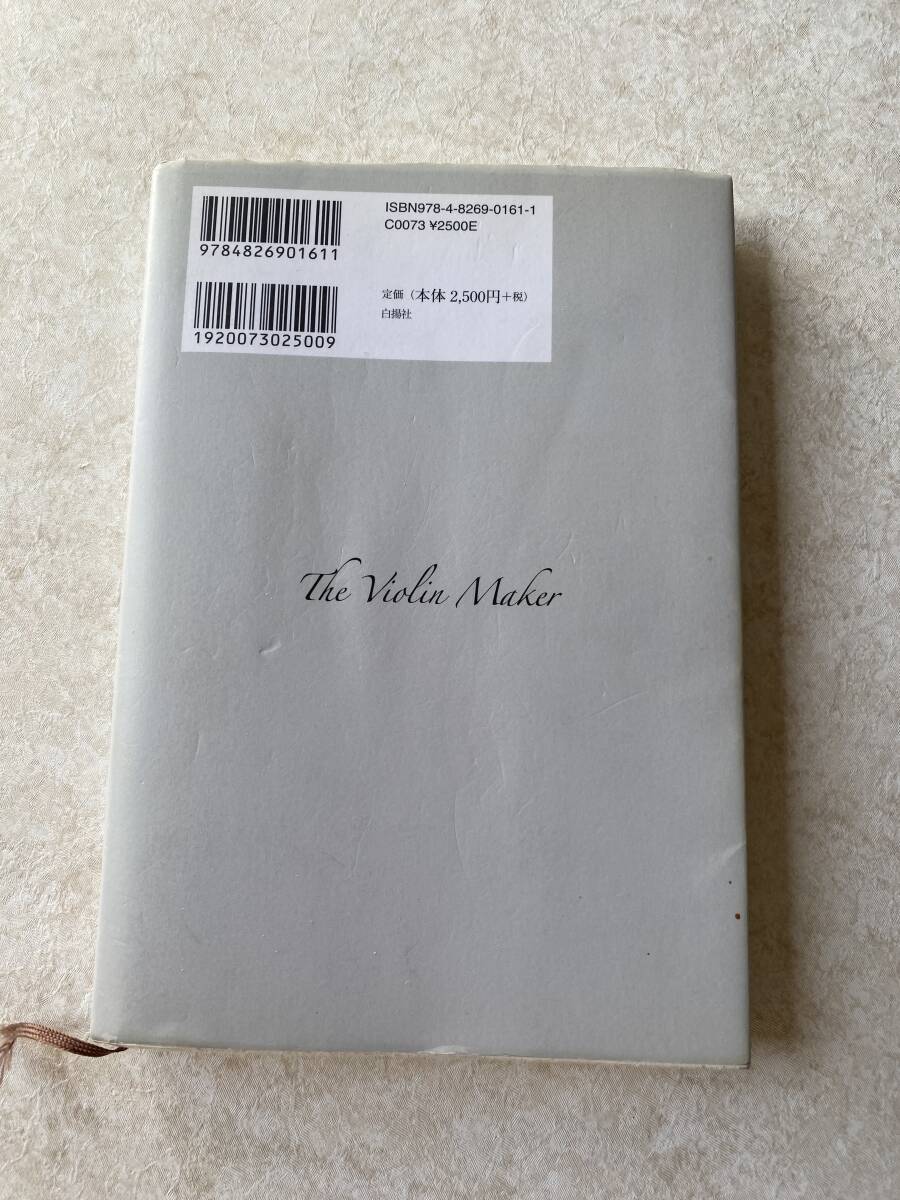 ISBN978-4-8269-0161-1
C0073 ¥2500E
9784826901611
定価（本体 2,500円+税）
白揚社
1920073025009
The Violin Maker